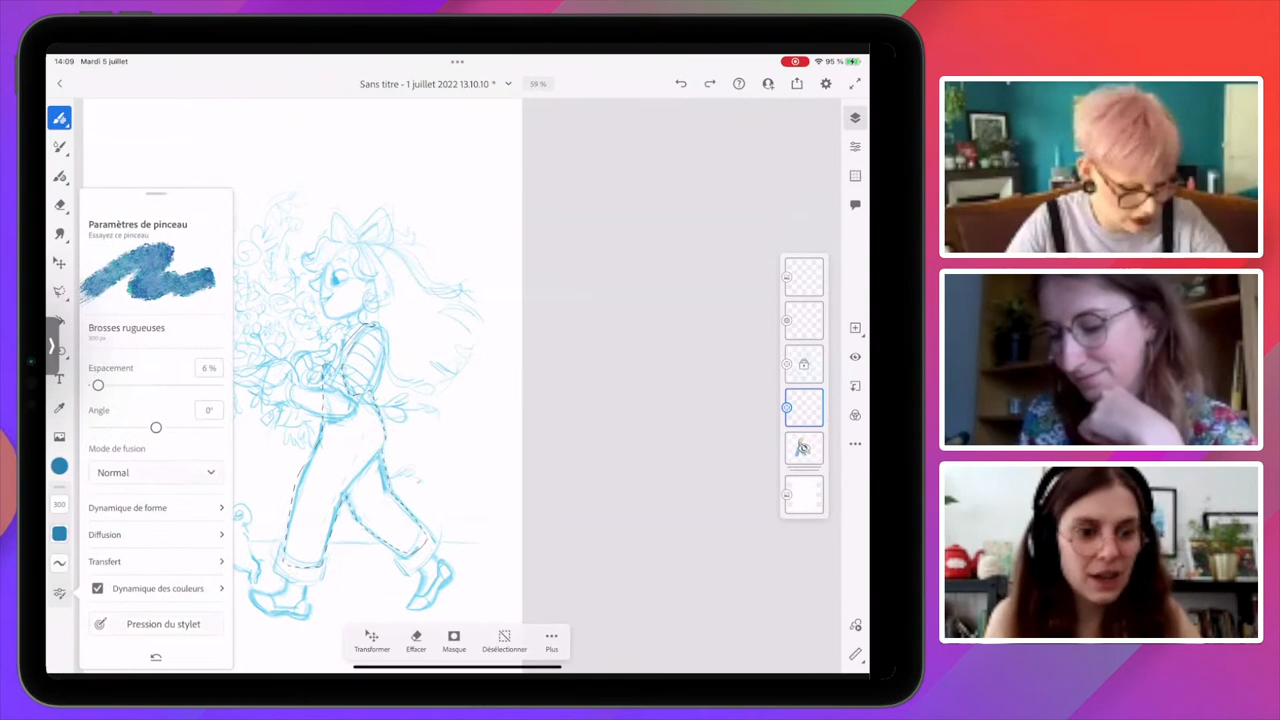 14:09 Mardi 5 juillet
95 %
Sans titre - 1 juillet 2022 13.10.10 *
59 %
Paramètres de pinceau
Essayez ce pinceau
Brosses rugueuses
300 px
Espacement
6 %
Angle
0°
Mode de fusion
Normal
Dynamique de forme
Diffusion
Transfert
Dynamique des couleurs
Pression du stylet
T
300
Transformer
Effacer
Masque
Désélectionner
Plus